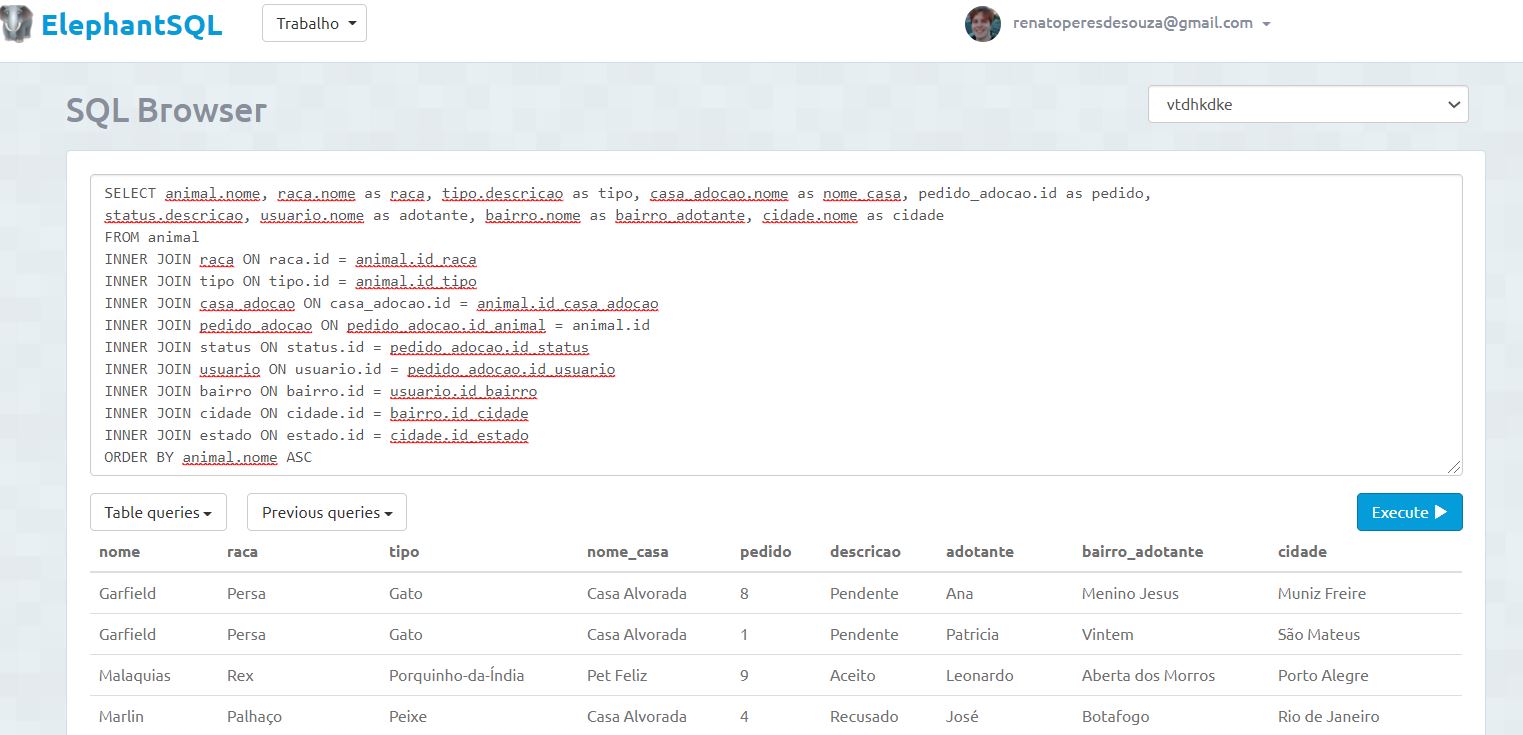 ElephantSQL Trabalho renatoperesdesouza@gmail.com
SQL Browser vtdhkdke
SELECT animal.nome, raca.nome as raca, tipo.descricao as tipo, casa_adocao.nome as nome_casa, pedido_adocao.id as pedido,
status.descricao, usuario.nome as adotante, bairro.nome as bairro_adotante, cidade.nome as cidade
FROM animal
INNER JOIN raca ON raca.id = animal.id_raca
INNER JOIN tipo ON tipo.id = animal.id_tipo
INNER JOIN casa_adocao ON casa_adocao.id = animal.id_casa_adocao
INNER JOIN pedido_adocao ON pedido_adocao.id_animal = animal.id
INNER JOIN status ON status.id = pedido_adocao.id_status
INNER JOIN usuario ON usuario.id = pedido_adocao.id_usuario
INNER JOIN bairro ON bairro.id = usuario.id_bairro
INNER JOIN cidade ON cidade.id = bairro.id_cidade
INNER JOIN estado ON estado.id = cidade.id_estado
ORDER BY animal.nome ASC
Table queries Previous queries Execute
nome raca tipo nome_casa pedido descricao adotante bairro_adotante cidade
Garfield Persa Gato Casa Alvorada 8 Pendente Ana Menino Jesus Muniz Freire
Garfield Persa Gato Casa Alvorada 1 Pendente Patricia Vintem São Mateus
Malaquias Rex Porquinho-da-Índia Pet Feliz 9 Aceito Leonardo Aberta dos Morros Porto Alegre
Marlin Palhaço Peixe Casa Alvorada 4 Recusado José Botafogo Rio de Janeiro